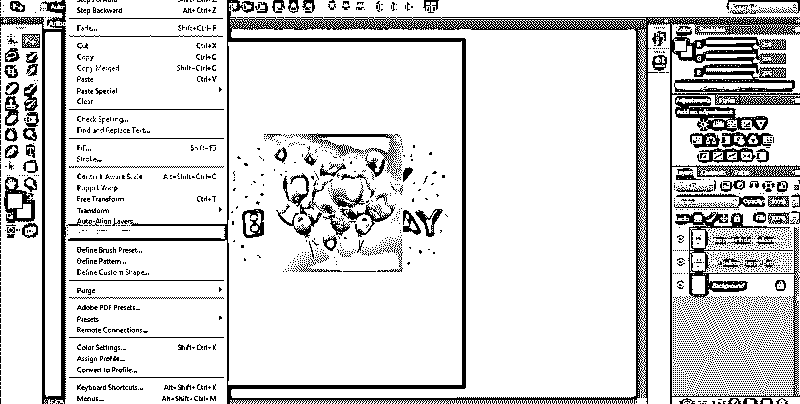 Step Backward Alt+Ctrl+Z
Fade... Shift+Ctrl+F
Cut Ctrl+X
Copy Ctrl+C
Copy Merged Shift+Ctrl+C
Paste Ctrl+V
Paste Special
Clear
Check Spelling...
Find and Replace Text...
Fill... Shift+F5
Stroke...
Content-Aware Scale Alt+Shift+Ctrl+C
Puppet Warp
Free Transform Ctrl+T
Transform
Auto-Align Layers...
Define Brush Preset...
Define Pattern...
Define Custom Shape...
Purge
Adobe PDF Presets...
Presets
Remote Connections...
Color Settings... Shift+Ctrl+K
Assign Profile...
Convert to Profile...
Keyboard Shortcuts... Alt+Shift+Ctrl+K
Menus... Alt+Shift+Ctrl+M
B
AY
Background